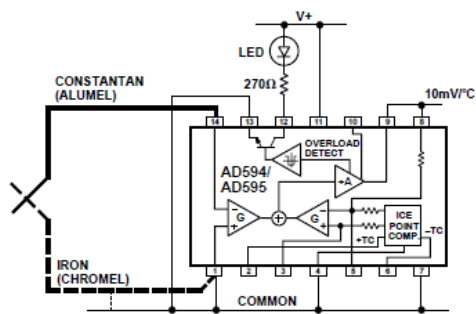 V+
LED
CONSTANTAN
(ALUMEL)
270Ω
10mV/°C
14
13
12
11
10
9
8
OVERLOAD
DETECT
AD594/
AD595
+A
–
G
+
–
G
+
ICE
POINT
COMP.
–TC
+TC
IRON
(CHROMEL)
1
2
3
4
5
6
7
COMMON